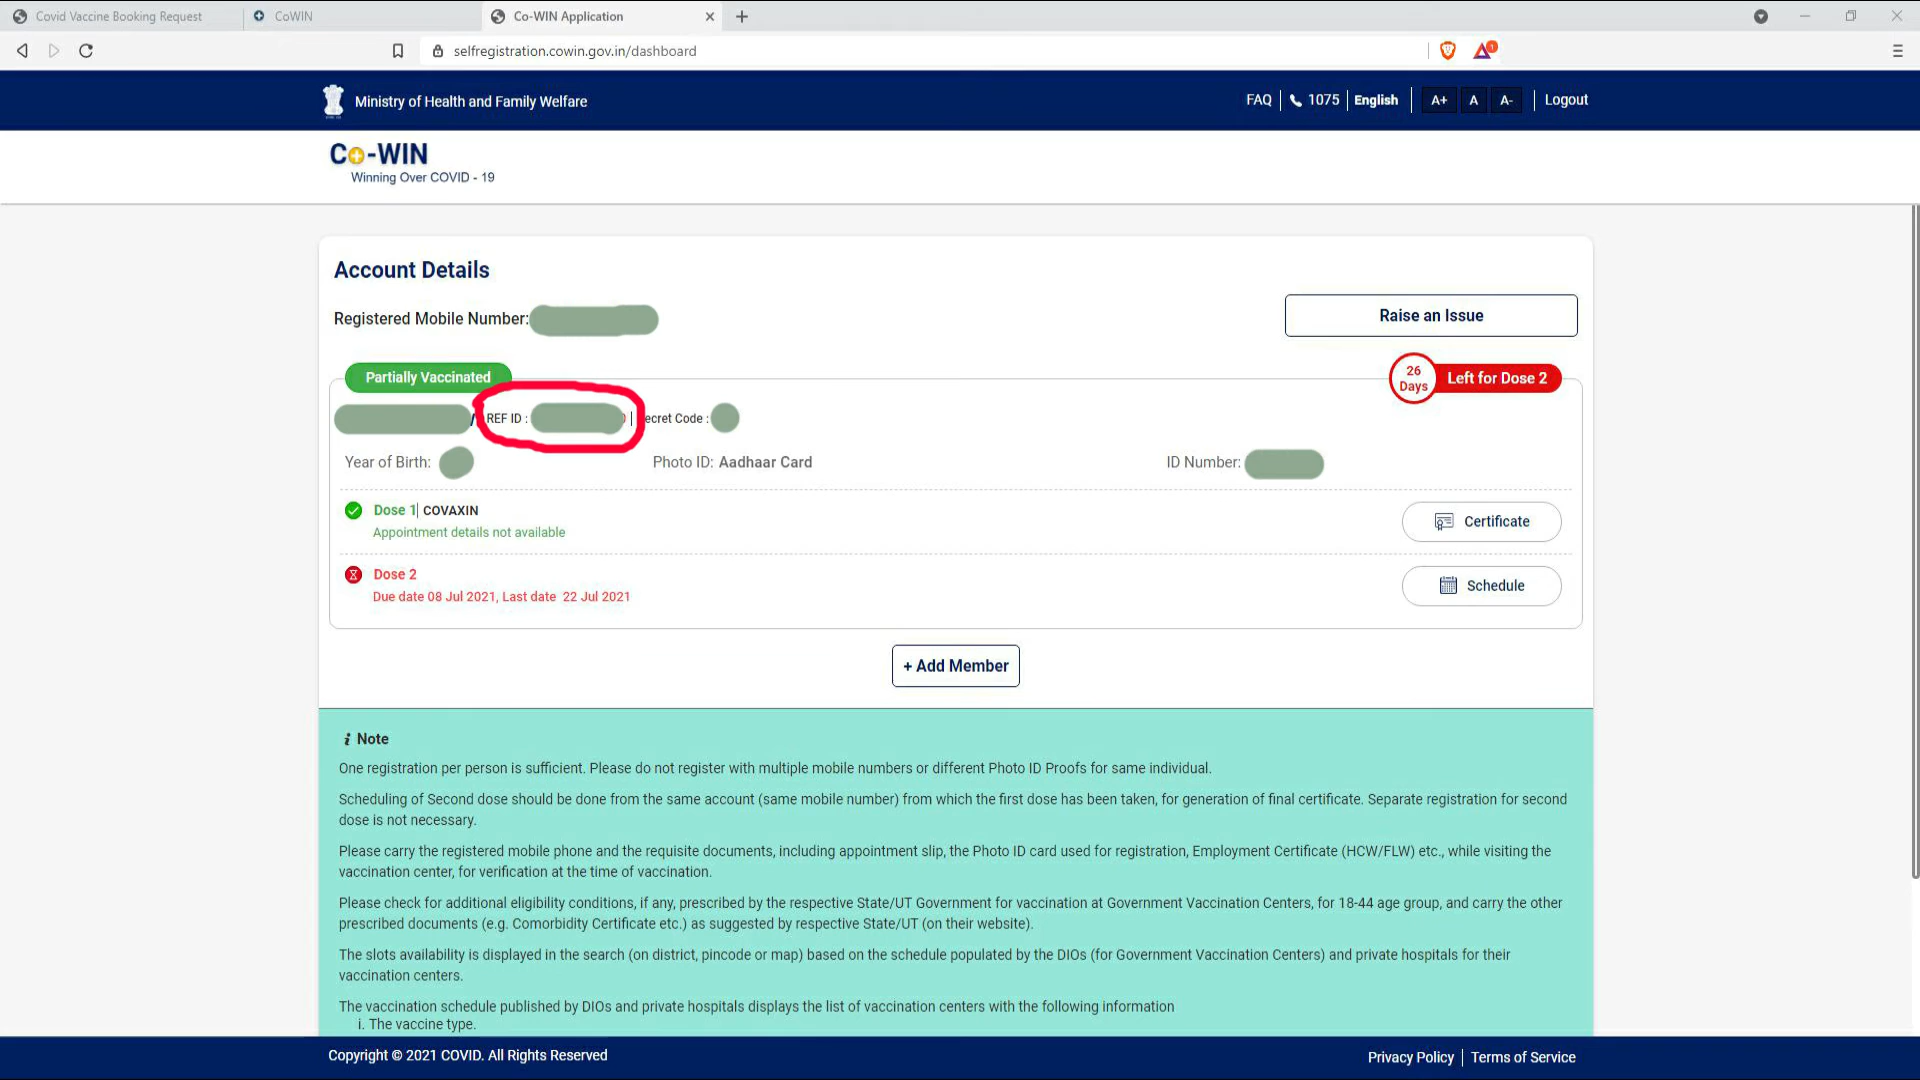 Covid Vaccine Booking Request
CoWIN
Co-WIN Application
selfregistration.cowin.gov.in/dashboard
1
Ministry of Health and Family Welfare
FAQ 1075 English A+ A A- Logout
Co-WIN
Winning Over COVID - 19
Account Details
Registered Mobile Number:
Raise an Issue
Partially Vaccinated
26 Days
Left for Dose 2
REF ID : | ecret Code :
Year of Birth: Photo ID: Aadhaar Card ID Number:
Dose 1| COVAXIN
Appointment details not available
Certificate
Dose 2
Due date 08 Jul 2021, Last date 22 Jul 2021
Schedule
+ Add Member
i Note
One registration per person is sufficient. Please do not register with multiple mobile numbers or different Photo ID Proofs for same individual.
Scheduling of Second dose should be done from the same account (same mobile number) from which the first dose has been taken, for generation of final certificate. Separate registration for second
dose is not necessary.
Please carry the registered mobile phone and the requisite documents, including appointment slip, the Photo ID card used for registration, Employment Certificate (HCW/FLW) etc., while visiting the
vaccination center, for verification at the time of vaccination.
Please check for additional eligibility conditions, if any, prescribed by the respective State/UT Government for vaccination at Government Vaccination Centers, for 18-44 age group, and carry the other
prescribed documents (e.g. Comorbidity Certificate etc.) as suggested by respective State/UT (on their website).
The slots availability is displayed in the search (on district, pincode or map) based on the schedule populated by the DIOs (for Government Vaccination Centers) and private hospitals for their
vaccination centers.
The vaccination schedule published by DIOs and private hospitals displays the list of vaccination centers with the following information
i. The vaccine type.
Copyright © 2021 COVID. All Rights Reserved
Privacy Policy | Terms of Service